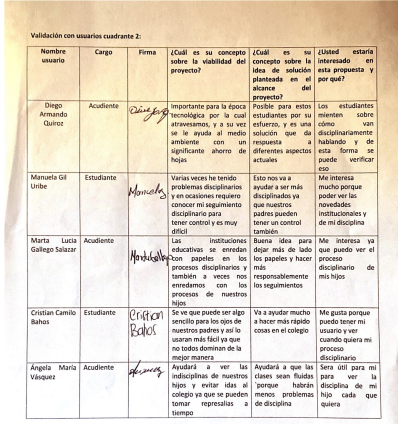 Validación con usuarios cuadrante 2:
Nombre usuario
Cargo
Firma
¿Cuál es su concepto sobre la viabilidad del proyecto?
¿Cuál es su concepto sobre la idea de solución planteada en el alcance del proyecto?
¿Usted estaría interesado en esta propuesta y por qué?
Diego Armando Quiroz
Acudiente
Importante para la época tecnológica por la cual atravesamos, y a su vez se le ayuda al medio ambiente con un significante ahorro de hojas
Posible para estos estudiantes por su esfuerzo, y es una solución que da respuesta a diferentes aspectos actuales
Los estudiantes mienten sobre cómo van disciplinariamente hablando y de esta forma se puede verificar eso
Manuela Gil Uribe
Estudiante
Manuela
Varias veces he tenido problemas disciplinarios y en ocasiones requiero conocer mi seguimiento disciplinario para tener control y es muy difícil
Esto nos va a ayudar a ser más disciplinados ya que nuestros padres pueden tener un control también
Me interesa mucho porque poder ver las novedades institucionales y de mi disciplina
Marta Lucia Gallego Salazar
Acudiente
Las instituciones educativas se enredan con papeles en los procesos disciplinarios y también a veces nos enredamos con los procesos de nuestros hijos
Buena idea para dejar más de lado los papeles y hacer más responsablemente los seguimientos
Me interesa ya que puedo ver el proceso disciplinario de mis hijos
Cristian Camilo Bahos
Estudiante
Cristian Bahos
Se ve que puede ser algo sencillo para los ojos de nuestros padres y así lo usaran más fácil ya que no todos dominan de la mejor manera
Va a ayudar mucho a hacer más rápido cosas en el colegio
Me gusta porque puedo tener mi usuario y ver cuando quiera mi proceso disciplinario
Ángela María Vásquez
Acudiente
Ayudará a ver las indisciplinas de nuestros hijos y evitar idas al colegio ya que se pueden tomar represalias a tiempo
Ayudará a que las clases sean fluidas `porque habrán menos problemas de disciplina
Será útil para mí para ver la disciplina de mi hijo cada que quiera